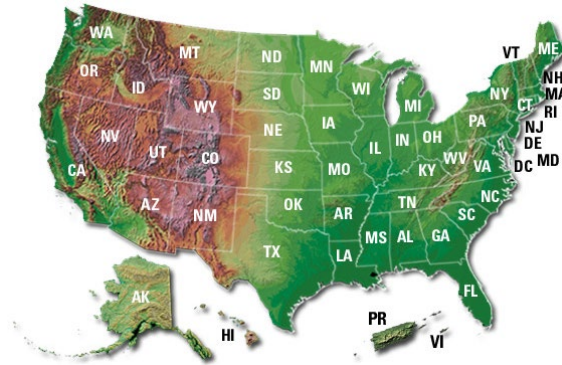 WA
MT
ND
MN
VT
ME
OR
ID
SD
WI
MI
NY
NH
MA
CT
RI
WY
NE
IA
PA
NJ
NV
UT
CO
IL
IN
OH
DE
MD
DC
CA
KS
MO
KY
WV
VA
AZ
NM
OK
AR
TN
NC
SC
TX
LA
MS
AL
GA
FL
AK
HI
PR
VI